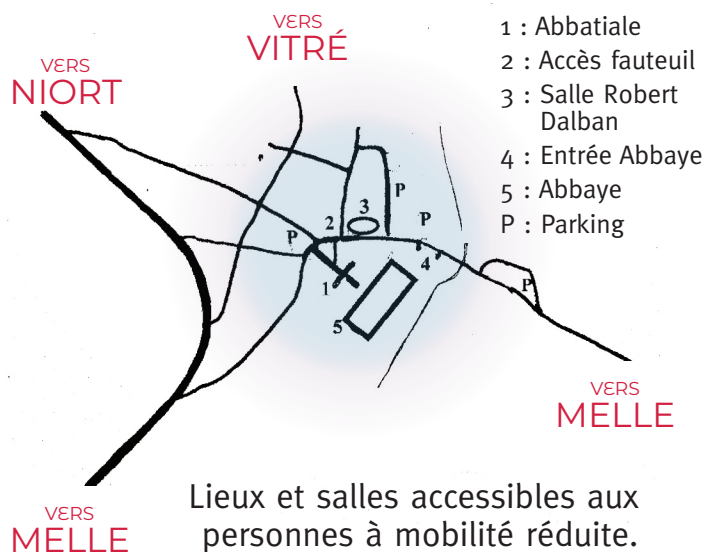 VERS
VITRÉ
VERS
NIORT
1 : Abbatiale
2 : Accès fauteuil
3 : Salle Robert
Dalban
4 : Entrée Abbaye
5 : Abbaye
P : Parking
P
3
2
P
P
4
1
5
P
VERS
MELLE
VERS
MELLE
Lieux et salles accessibles aux
personnes à mobilité réduite.